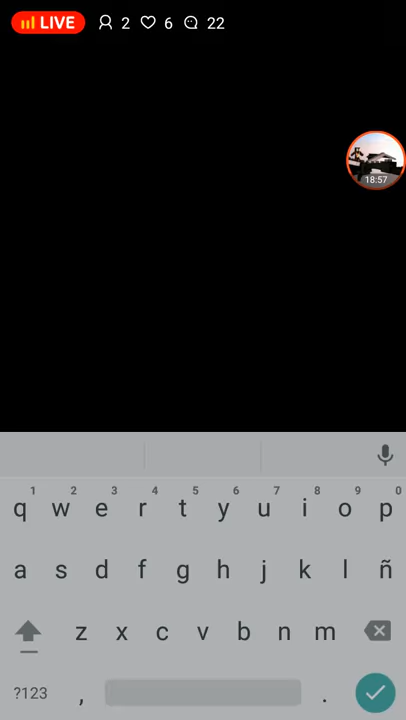 LIVE 2 6 22
18:57
1 2 3 4 5 6 7 8 9 0
q w e r t y u i o p
a s d f g h j k l ñ
z x c v b n m
?123 , .